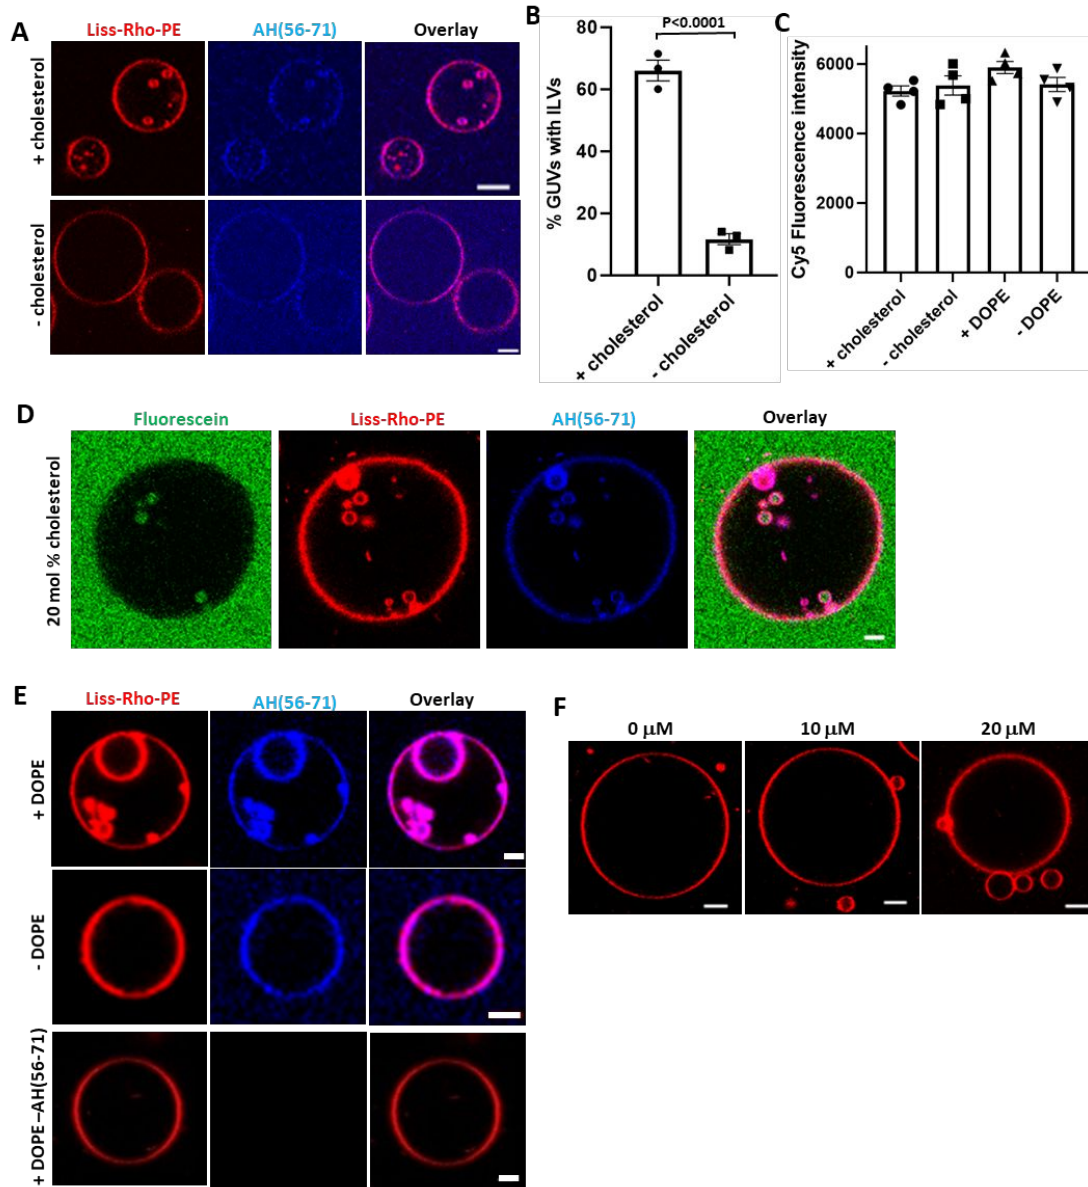 A
Liss-Rho-PE
AH(56-71)
Overlay
+ cholesterol
- cholesterol
B
P<0.0001
% GUVs with ILVs
80
60
40
20
0
+ cholesterol
- cholesterol
C
Cy5 Fluorescence intensity
6000
4000
2000
0
+ cholesterol
- cholesterol
+ DOPE
- DOPE
D
Fluorescein
Liss-Rho-PE
AH(56-71)
Overlay
20 mol % cholesterol
E
Liss-Rho-PE
AH(56-71)
Overlay
+ DOPE
- DOPE
+ DOPE–AH(56-71)
F
0 μM
10 μM
20 μM